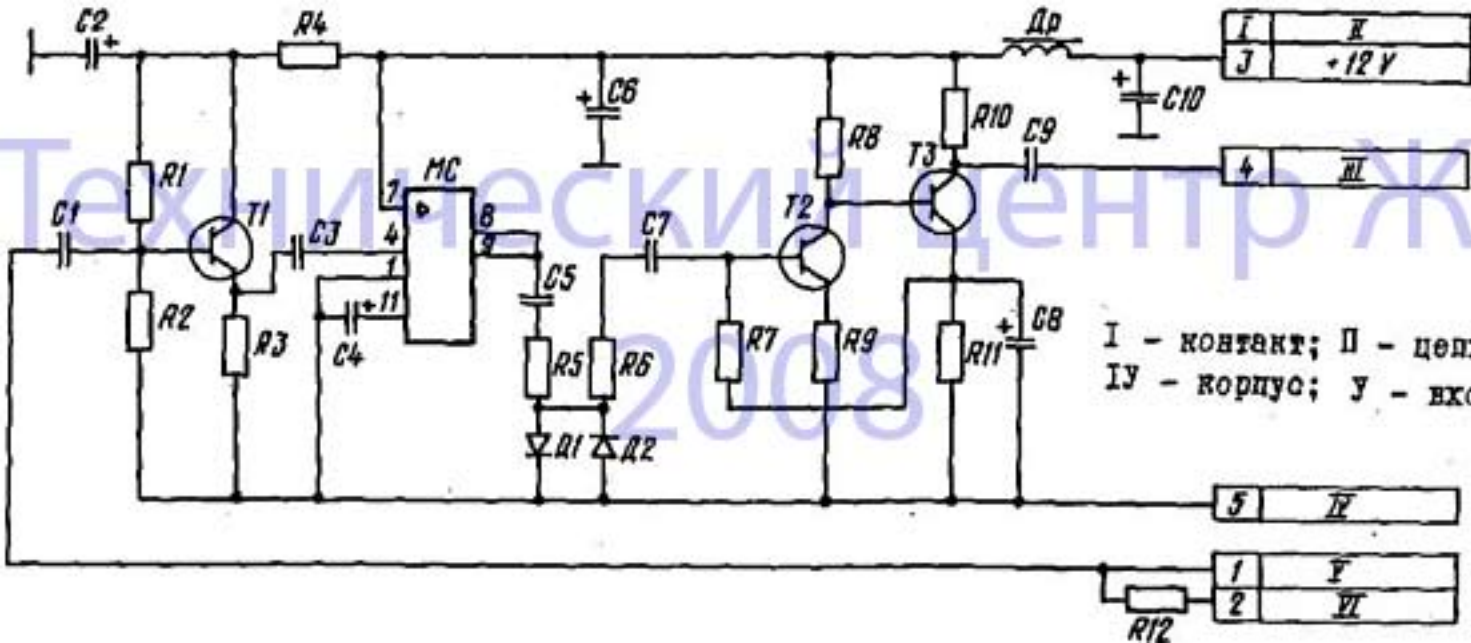 C2
R4
Др
I II
3 +12 V
C6
C10
R1
R8
R10
C9
T3
4 III
Технический центр Ж
MC
7
C1
T1
C3
4
8
9
1
11
C7
T2
C5
R2
R3
C4
R5
R6
R7
R9
R11
C8
I - контакт; П - цеп
IУ - корпус; У - вхо
2008
Д1
Д2
5 IV
1 V
2 VI
R12